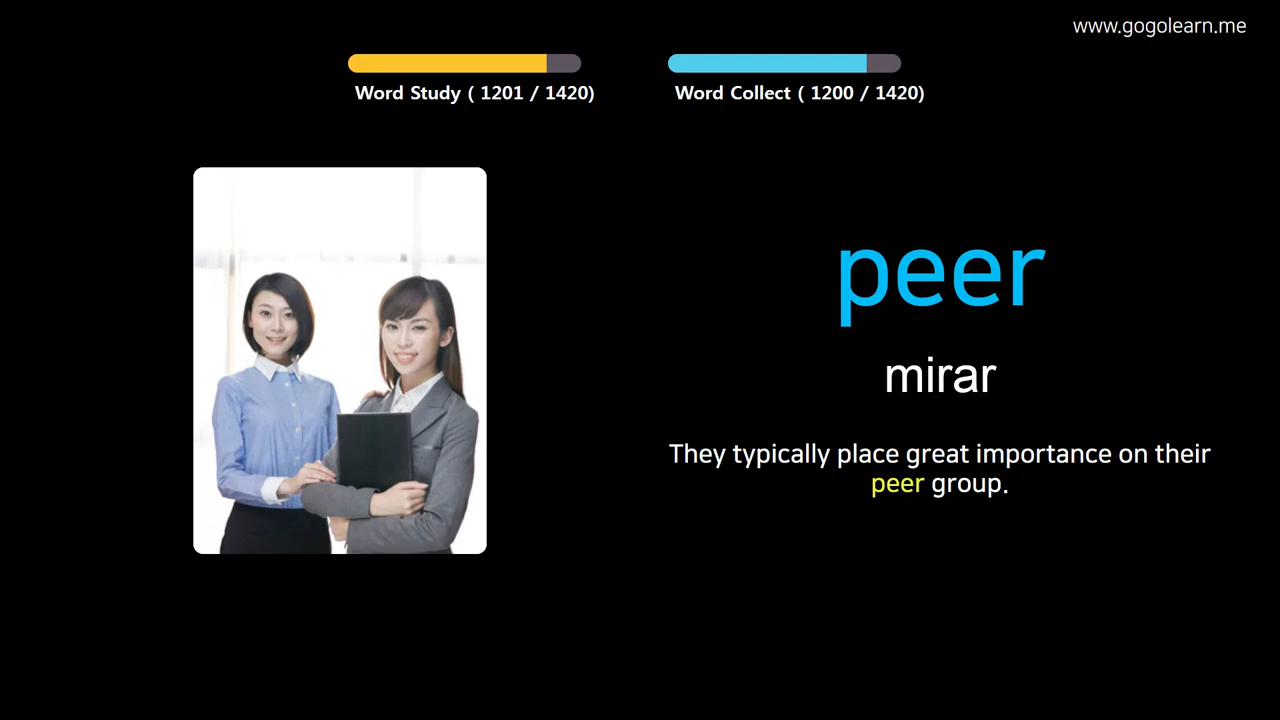 www.gogolearn.me
Word Study ( 1201 / 1420)
Word Collect ( 1200 / 1420)
peer
mirar
They typically place great importance on their
peer group.